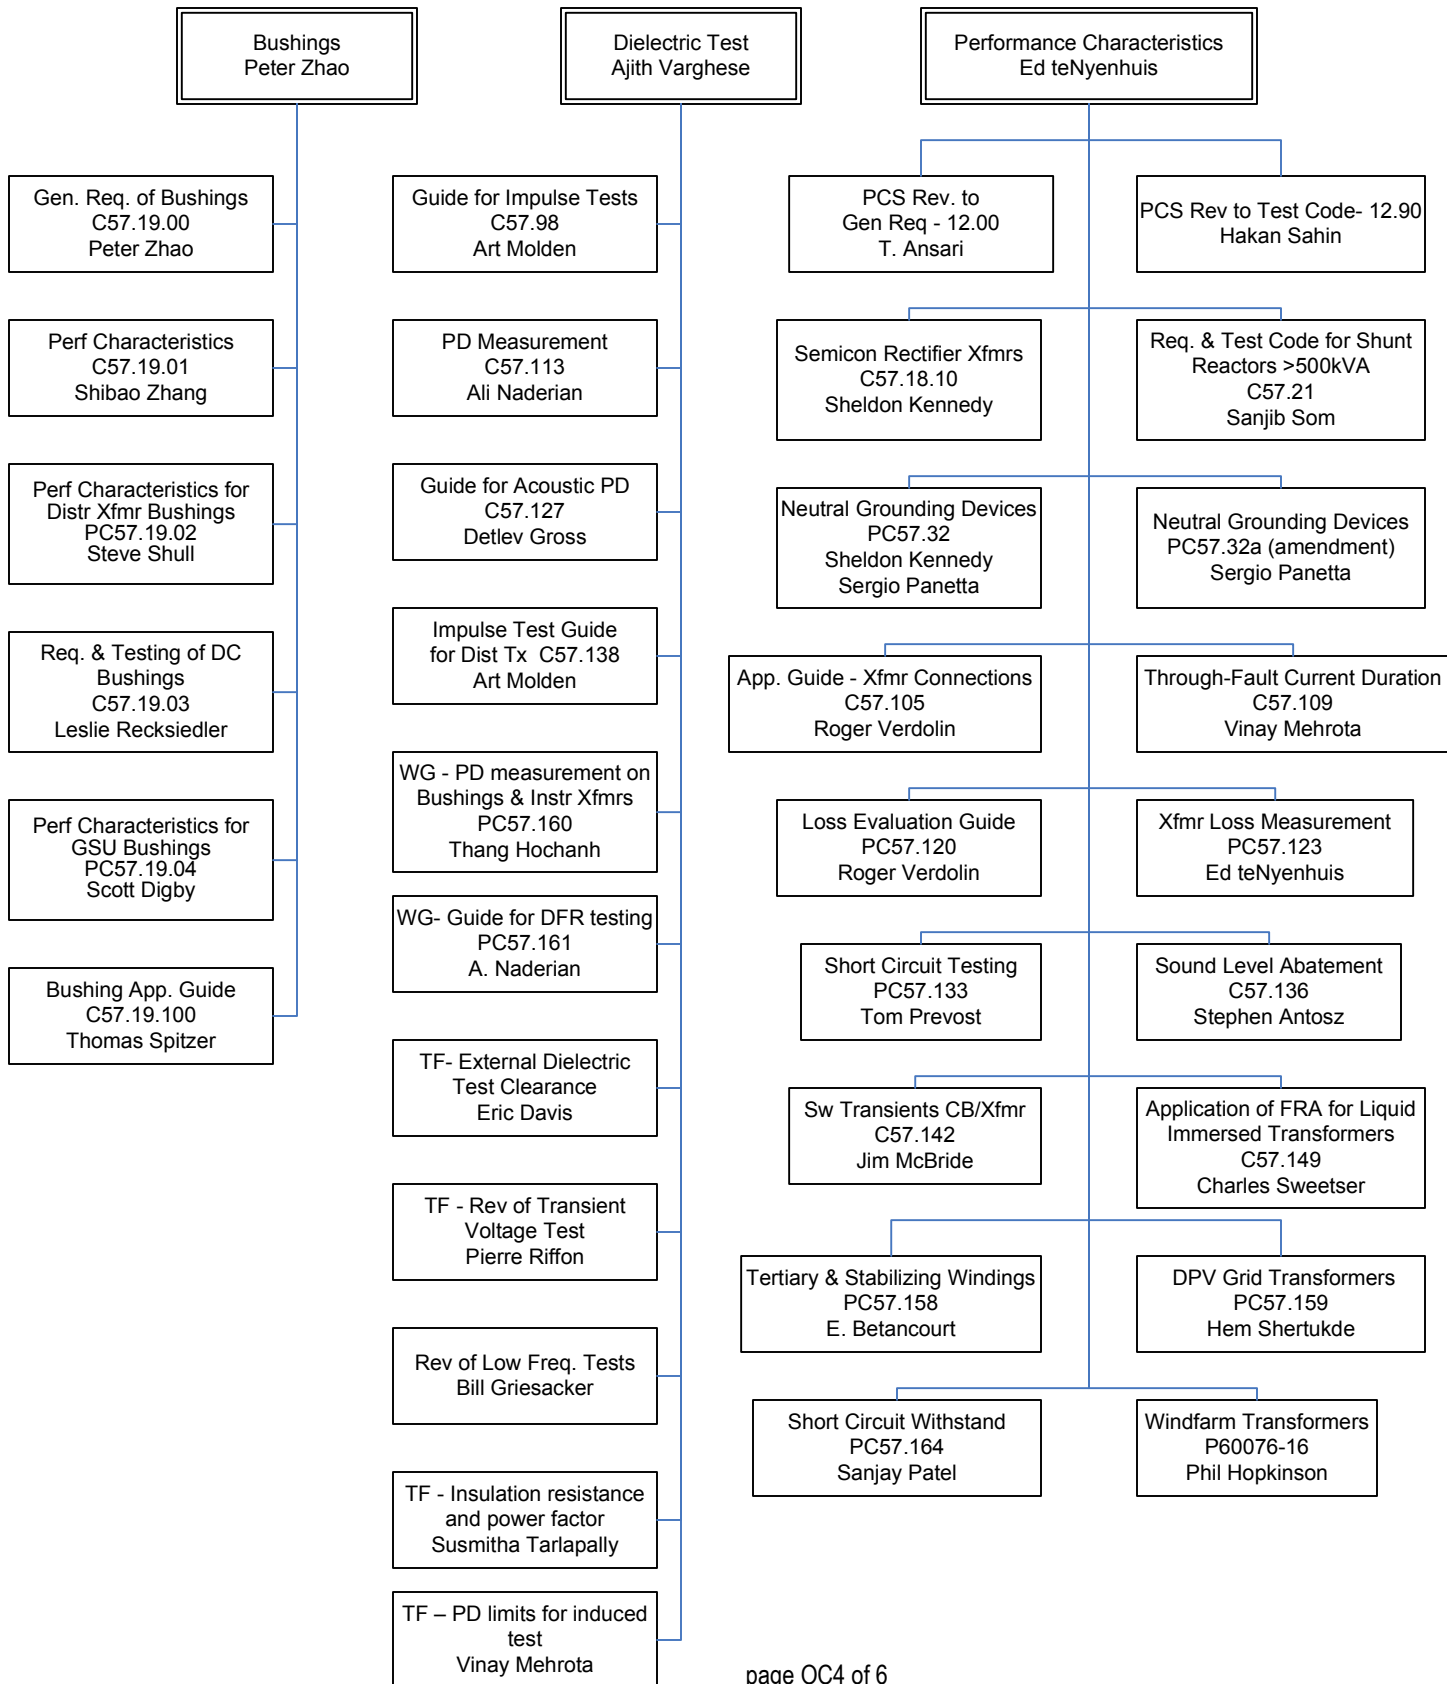 Bushings
Peter Zhao
Dielectric Test
Ajith Varghese
Performance Characteristics
Ed teNyenhuis
Gen. Req. of Bushings
C57.19.00
Peter Zhao
Perf Characteristics
C57.19.01
Shibao Zhang
Perf Characteristics for
Distr Xfmr Bushings
PC57.19.02
Steve Shull
Req. & Testing of DC
Bushings
C57.19.03
Leslie Recksiedler
Perf Characteristics for
GSU Bushings
PC57.19.04
Scott Digby
Bushing App. Guide
C57.19.100
Thomas Spitzer
Guide for Impulse Tests
C57.98
Art Molden
PD Measurement
C57.113
Ali Naderian
Guide for Acoustic PD
C57.127
Detlev Gross
Impulse Test Guide
for Dist Tx  C57.138
Art Molden
WG - PD measurement on
Bushings & Instr Xfmrs
PC57.160
Thang Hochanh
WG- Guide for DFR testing
PC57.161
A. Naderian
TF- External Dielectric
Test Clearance
Eric Davis
TF - Rev of Transient
Voltage Test
Pierre Riffon
Rev of Low Freq. Tests
Bill Griesacker
TF - Insulation resistance
and power factor
Susmitha Tarlapally
TF – PD limits for induced
test
Vinay Mehrota
PCS Rev. to
Gen Req - 12.00
T. Ansari
PCS Rev to Test Code- 12.90
Hakan Sahin
Semicon Rectifier Xfmrs
C57.18.10
Sheldon Kennedy
Req. & Test Code for Shunt
Reactors >500kVA
C57.21
Sanjib Som
Neutral Grounding Devices
PC57.32
Sheldon Kennedy
Sergio Panetta
Neutral Grounding Devices
PC57.32a (amendment)
Sergio Panetta
App. Guide - Xfmr Connections
C57.105
Roger Verdolin
Through-Fault Current Duration
C57.109
Vinay Mehrota
Loss Evaluation Guide
PC57.120
Roger Verdolin
Xfmr Loss Measurement
PC57.123
Ed teNyenhuis
Short Circuit Testing
PC57.133
Tom Prevost
Sound Level Abatement
C57.136
Stephen Antosz
Sw Transients CB/Xfmr
C57.142
Jim McBride
Application of FRA for Liquid
Immersed Transformers
C57.149
Charles Sweetser
Tertiary & Stabilizing Windings
PC57.158
E. Betancourt
DPV Grid Transformers
PC57.159
Hem Shertukde
Short Circuit Withstand
PC57.164
Sanjay Patel
Windfarm Transformers
P60076-16
Phil Hopkinson
page OC4 of 6